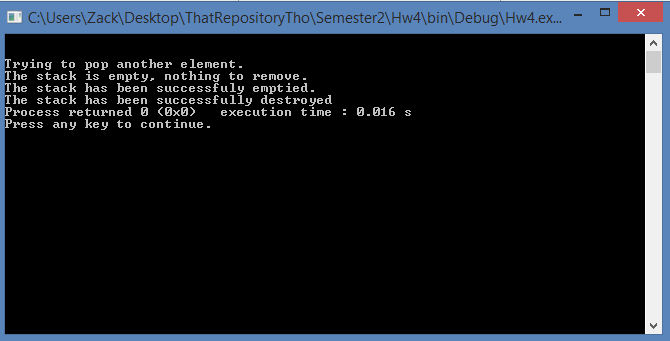 C:\Users\Zack\Desktop\ThatRepositoryTho\Semester2\Hw4\bin\Debug\Hw4.ex...
Trying to pop another element.
The stack is empty, nothing to remove.
The stack has been successfuly emptied.
The stack has been successfully destroyed
Process returned 0 (0x0)   execution time : 0.016 s
Press any key to continue.